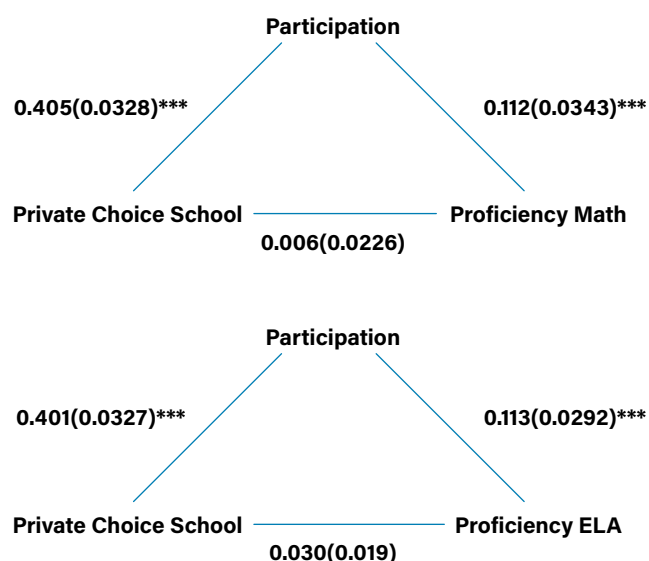 Participation
0.405(0.0328)***
0.112(0.0343)***
Private Choice School
Proficiency Math
0.006(0.0226)
Participation
0.401(0.0327)***
0.113(0.0292)***
Private Choice School
Proficiency ELA
0.030(0.019)